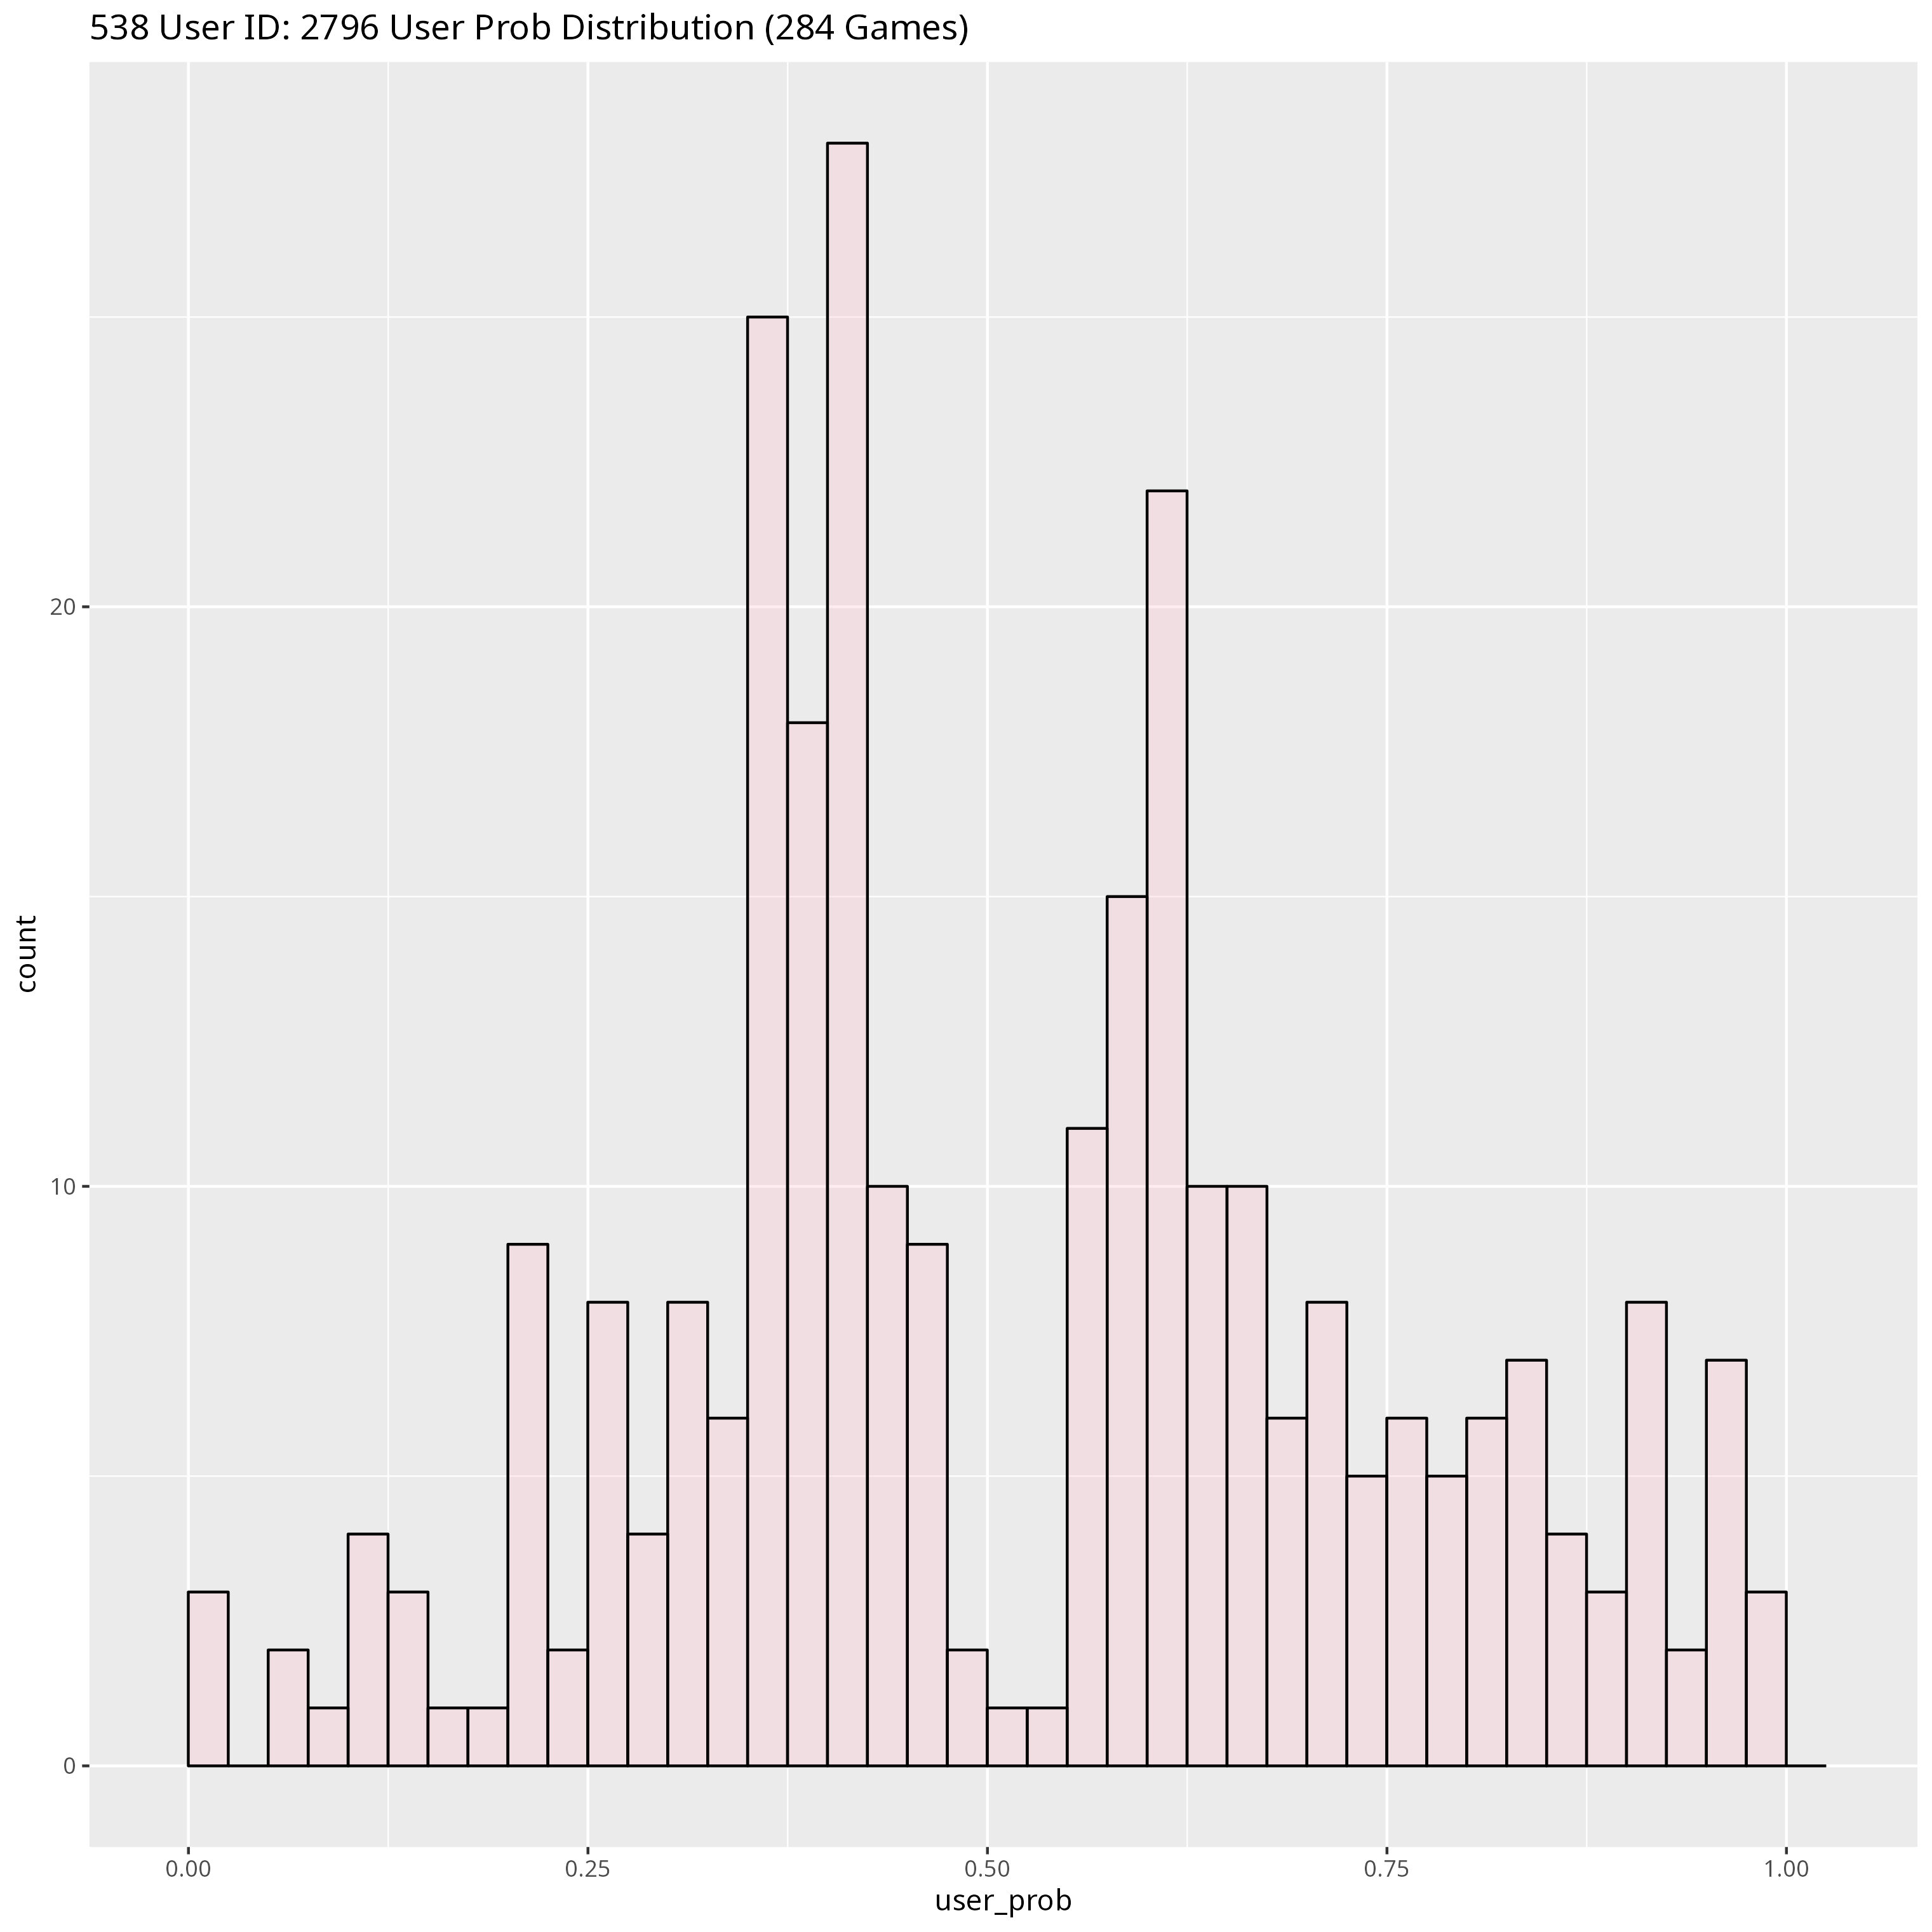 538 User ID: 2796 User Prob Distribution (284 Games)
count
20
10
0
0.00 0.25 0.50 0.75 1.00
user_prob